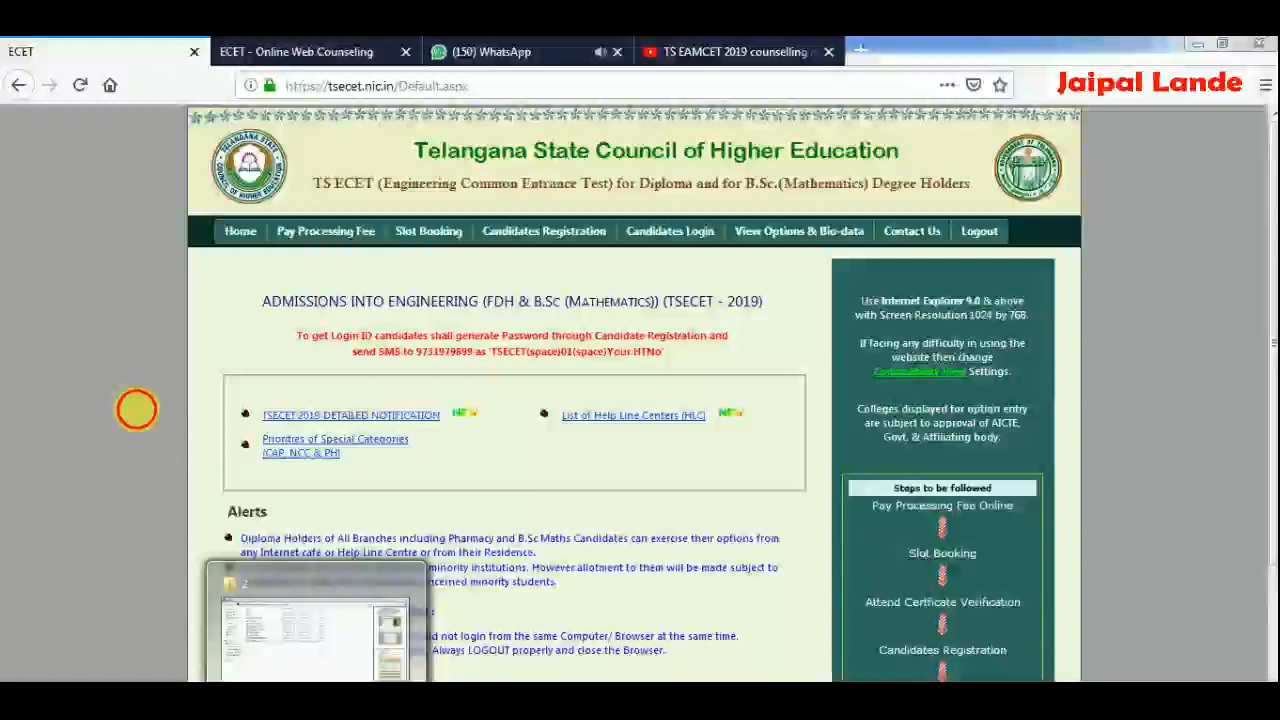 ECET
ECET - Online Web Counseling
(150) WhatsApp
TS EAMCET 2019 counselling
https://tsecet.nic.in/Default.aspx
Jaipal Lande
Telangana State Council of Higher Education
TS ECET (Engineering Common Entrance Test) for Diploma and for B.Sc.(Mathematics) Degree Holders
Home Pay Processing Fee Slot Booking Candidates Registration Candidates Login View Options & Bio-data Contact Us Logout
ADMISSIONS INTO ENGINEERING (FDH & B.SC (MATHEMATICS)) (TSECET - 2019)
To get Login ID candidates shall generate Password through Candidate Registration and
send SMS to 9731979899 as 'TSECET(space)01(space)Your HTNo'
TSECET 2019 DETAILED NOTIFICATION NEW
List of Help Line Centers (HLC) NEW
Priorities of Special Categories
(CAP, NCC & PH)
Alerts
Diploma Holders of All Branches including Pharmacy and B.Sc Maths Candidates can exercise their options from
any Internet cafe or Help Line Centre or from their Residence.
minority institutions. However allotment to them will be made subject to
concerned minority students.
2
not login from the same Computer/ Browser at the same time.
Always LOGOUT properly and close the Browser.
Use Internet Explorer 9.0 & above
with Screen Resolution 1024 by 768.
If facing any difficulty in using the
website then change
Compatibility View Settings.
Colleges displayed for option entry
are subject to approval of AICTE,
Govt, & Affiliating body.
Steps to be followed
Pay Processing Fee Online
Slot Booking
Attend Certficate Verification
Candidates Registration